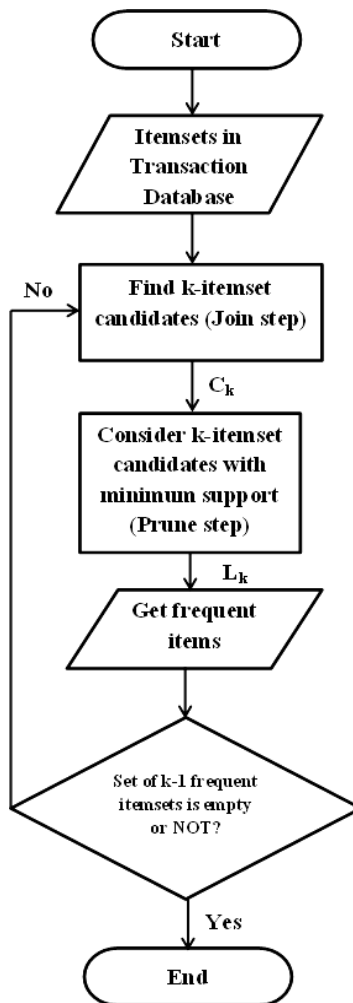 Start
Itemsets in
Transaction
Database
No
Find k-itemset
candidates (Join step)
Ck
Consider k-itemset
candidates with
minimum support
(Prune step)
Lk
Get frequent
items
Set of k-1 frequent
itemsets is empty
or NOT?
Yes
End